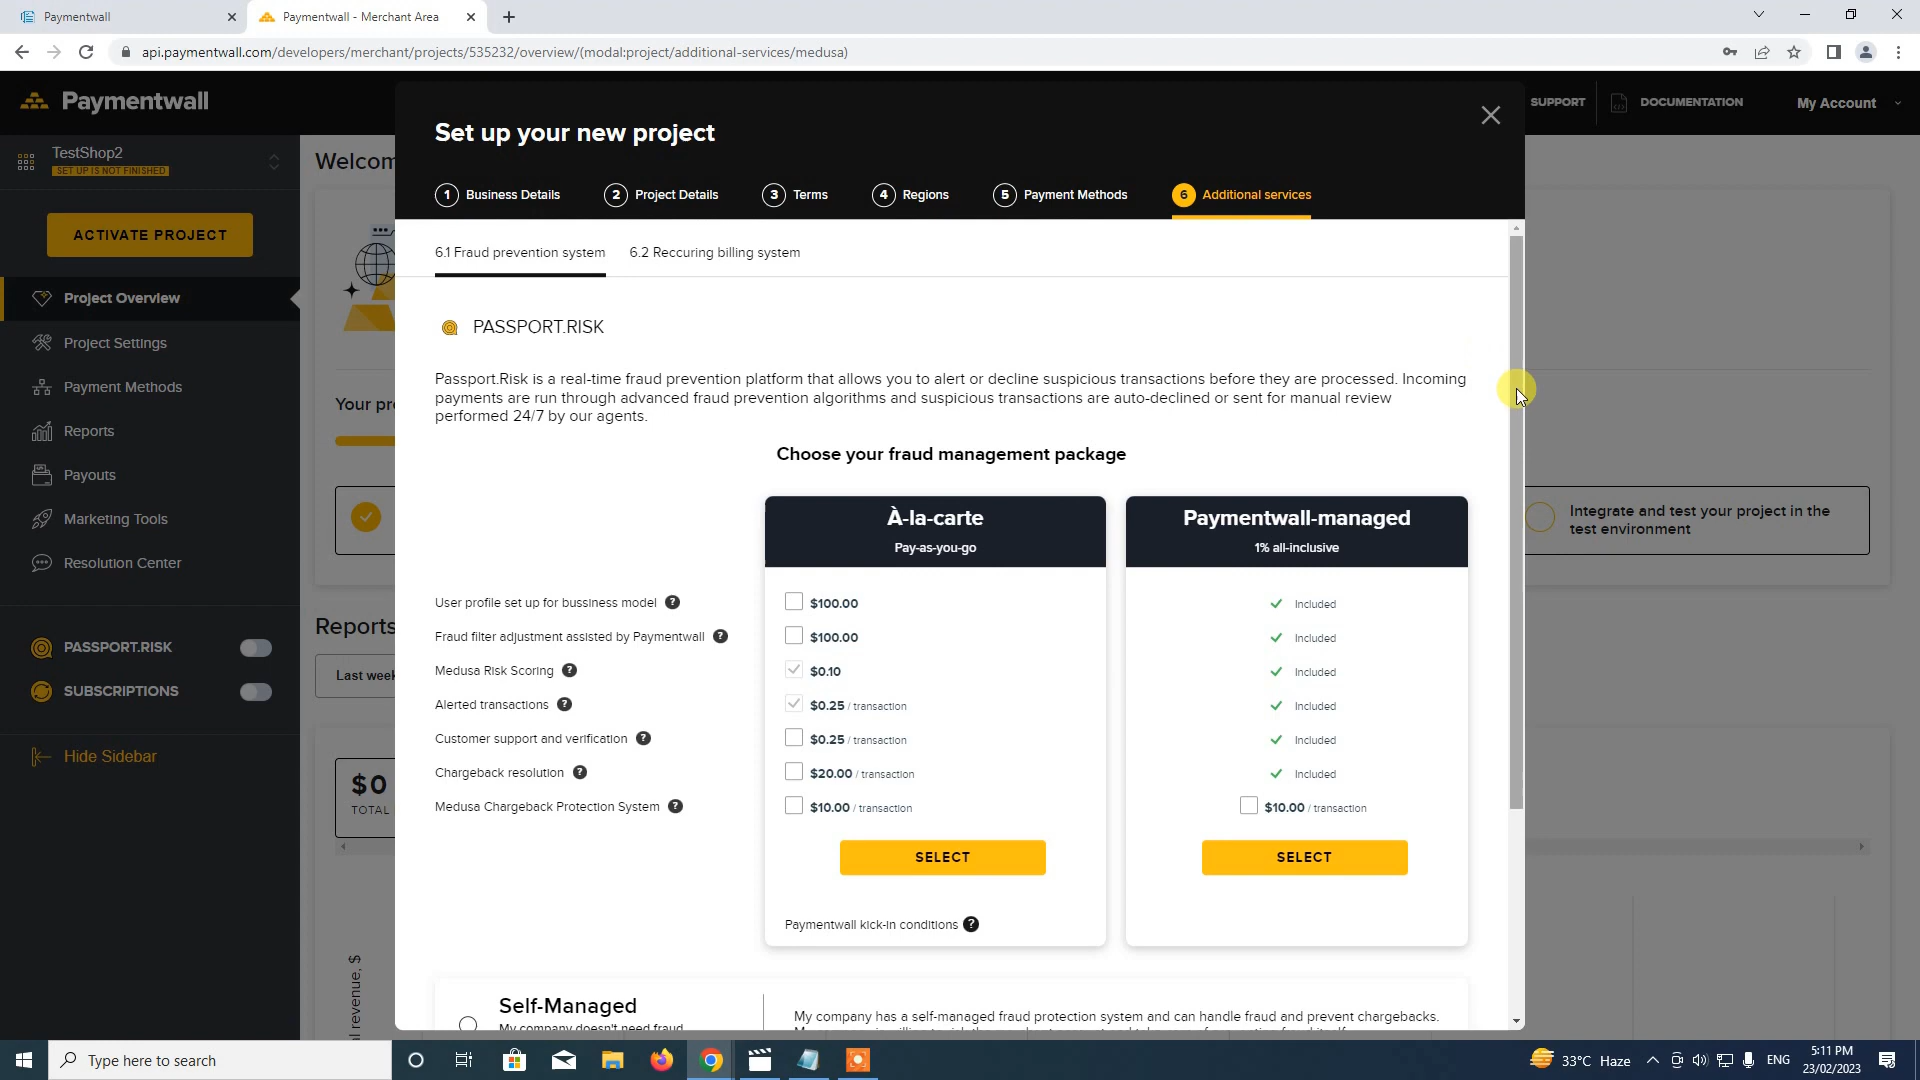 Paymentwall
Paymentwall - Merchant Area
api.paymentwall.com/developers/merchant/projects/535232/overview/(modal:project/additional-services/medusa)
Paymentwall
SUPPORT
DOCUMENTATION
My Account
TestShop2
SET UP IS NOT FINISHED
ACTIVATE PROJECT
Project Overview
Project Settings
Payment Methods
Reports
Payouts
Marketing Tools
Resolution Center
PASSPORT.RISK
SUBSCRIPTIONS
Hide Sidebar
Welcom
Your pr
Integrate and test your project in the
test environment
Reports
Last week
$0
TOTAL
al revenue, $
Set up your new project
1 Business Details
2 Project Details
3 Terms
4 Regions
5 Payment Methods
6 Additional services
6.1 Fraud prevention system
6.2 Reccuring billing system
PASSPORT.RISK
Passport.Risk is a real-time fraud prevention platform that allows you to alert or decline suspicious transactions before they are processed. Incoming
payments are run through advanced fraud prevention algorithms and suspicious transactions are auto-declined or sent for manual review
performed 24/7 by our agents.
Choose your fraud management package
À-la-carte
Pay-as-you-go
Paymentwall-managed
1% all-inclusive
User profile set up for bussiness model ? $100.00 Included
Fraud filter adjustment assisted by Paymentwall ? $100.00 Included
Medusa Risk Scoring ? $0.10 Included
Alerted transactions ? $0.25 / transaction Included
Customer support and verification ? $0.25 / transaction Included
Chargeback resolution ? $20.00 / transaction Included
Medusa Chargeback Protection System ? $10.00 / transaction $10.00 / transaction
SELECT
SELECT
Paymentwall kick-in conditions ?
Self-Managed
My company doesn't need fraud
My company has a self-managed fraud protection system and can handle fraud and prevent chargebacks.
Type here to search
33°C Haze
ENG
5:11 PM
23/02/2023